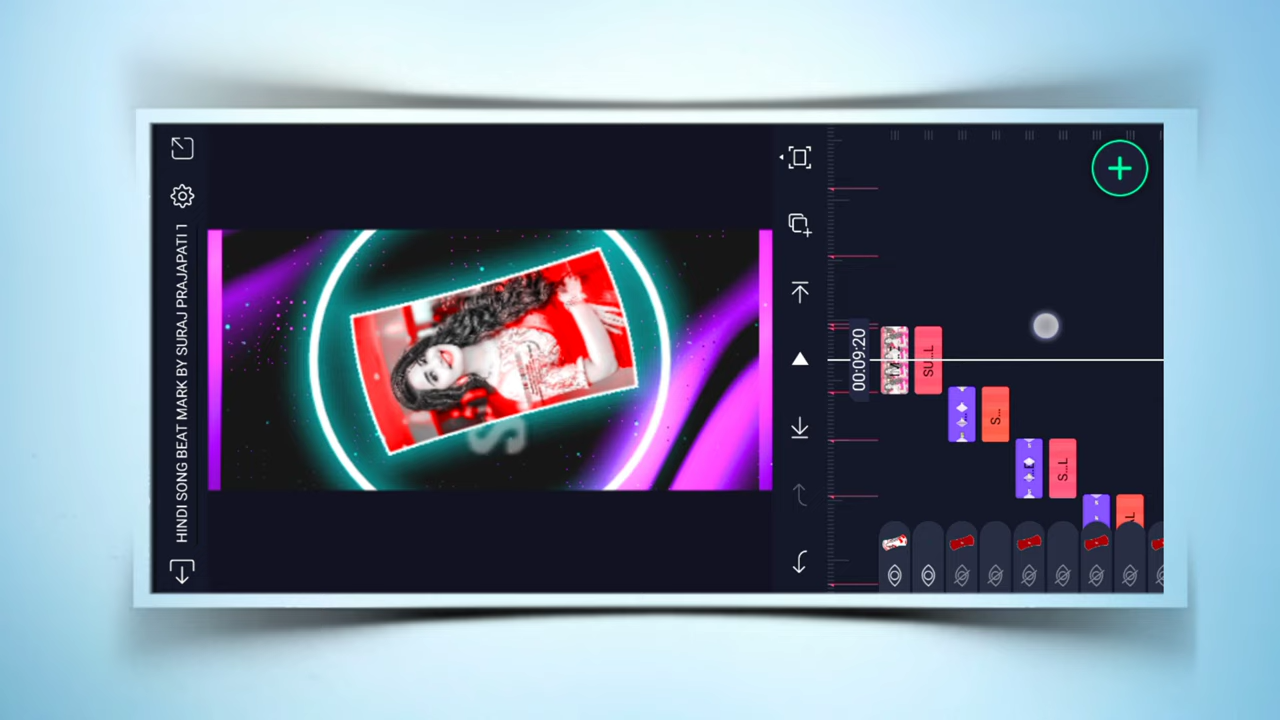 HINDI SONG BEAT MARK BY SURAJ PRAJAPATI 1
S
00:09:20
SU...L
S...
S...L
L